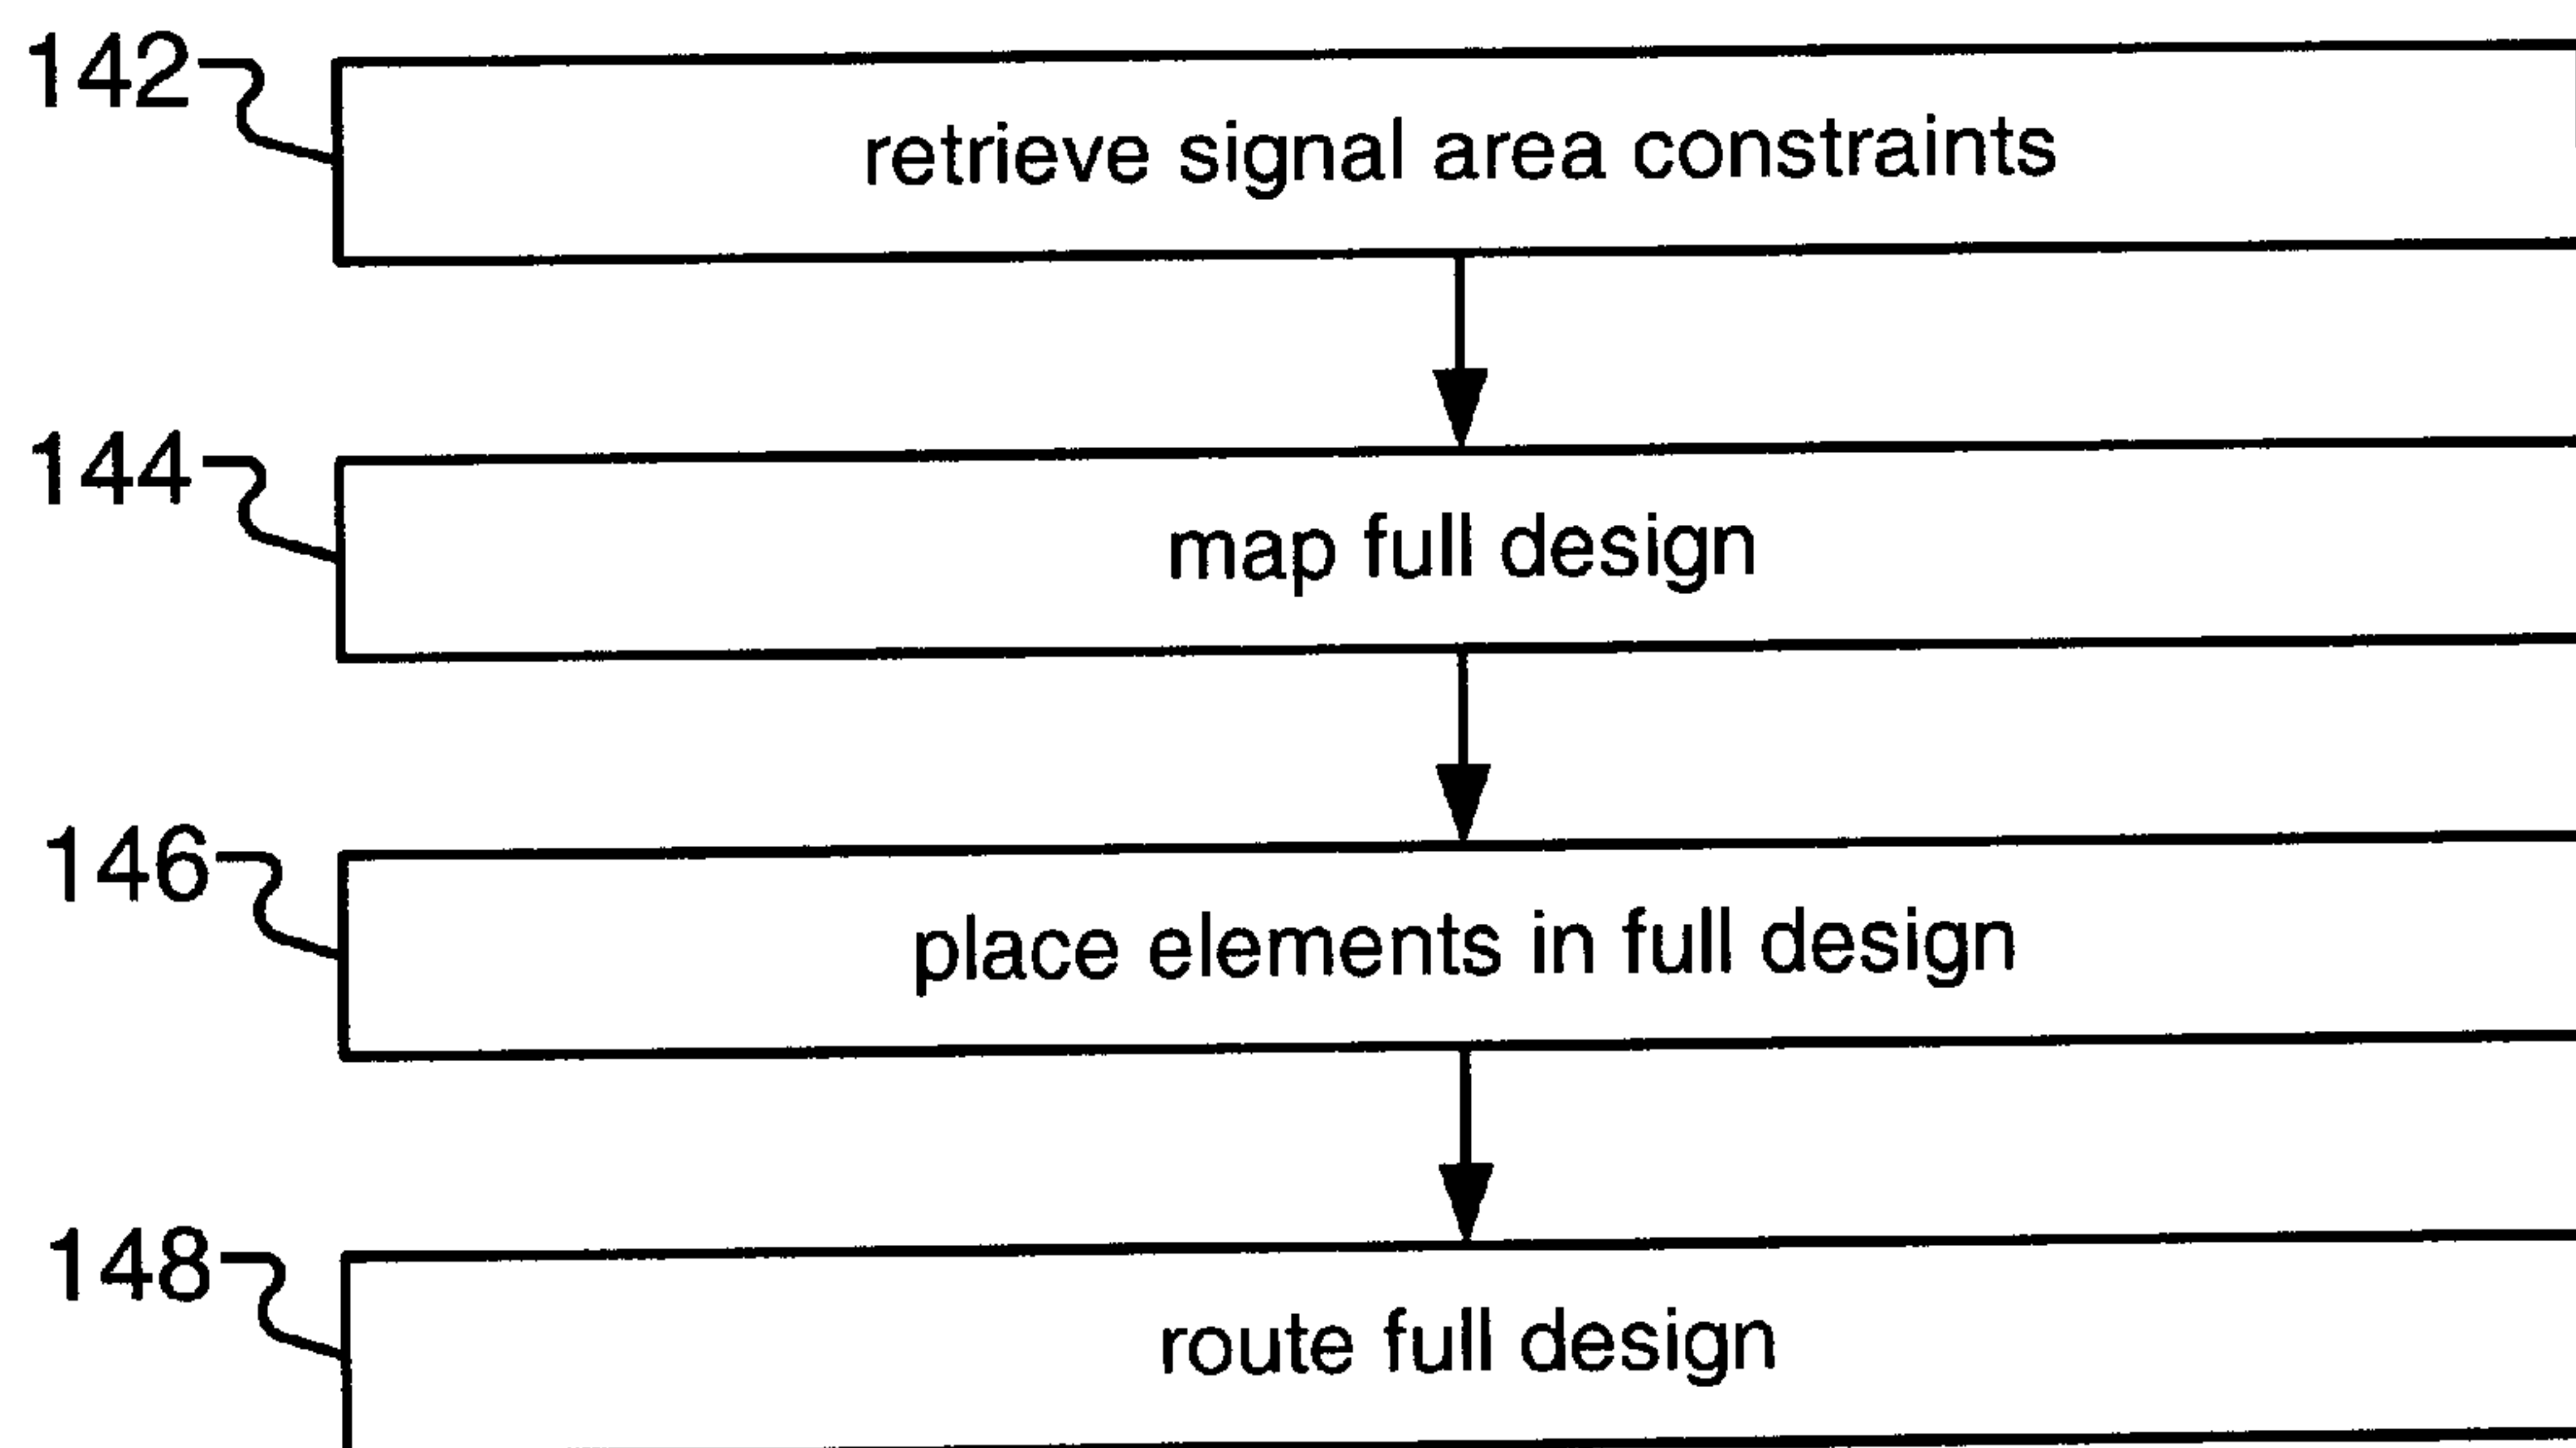 142
retrieve signal area constraints
144
map full design
146
place elements in full design
148
route full design